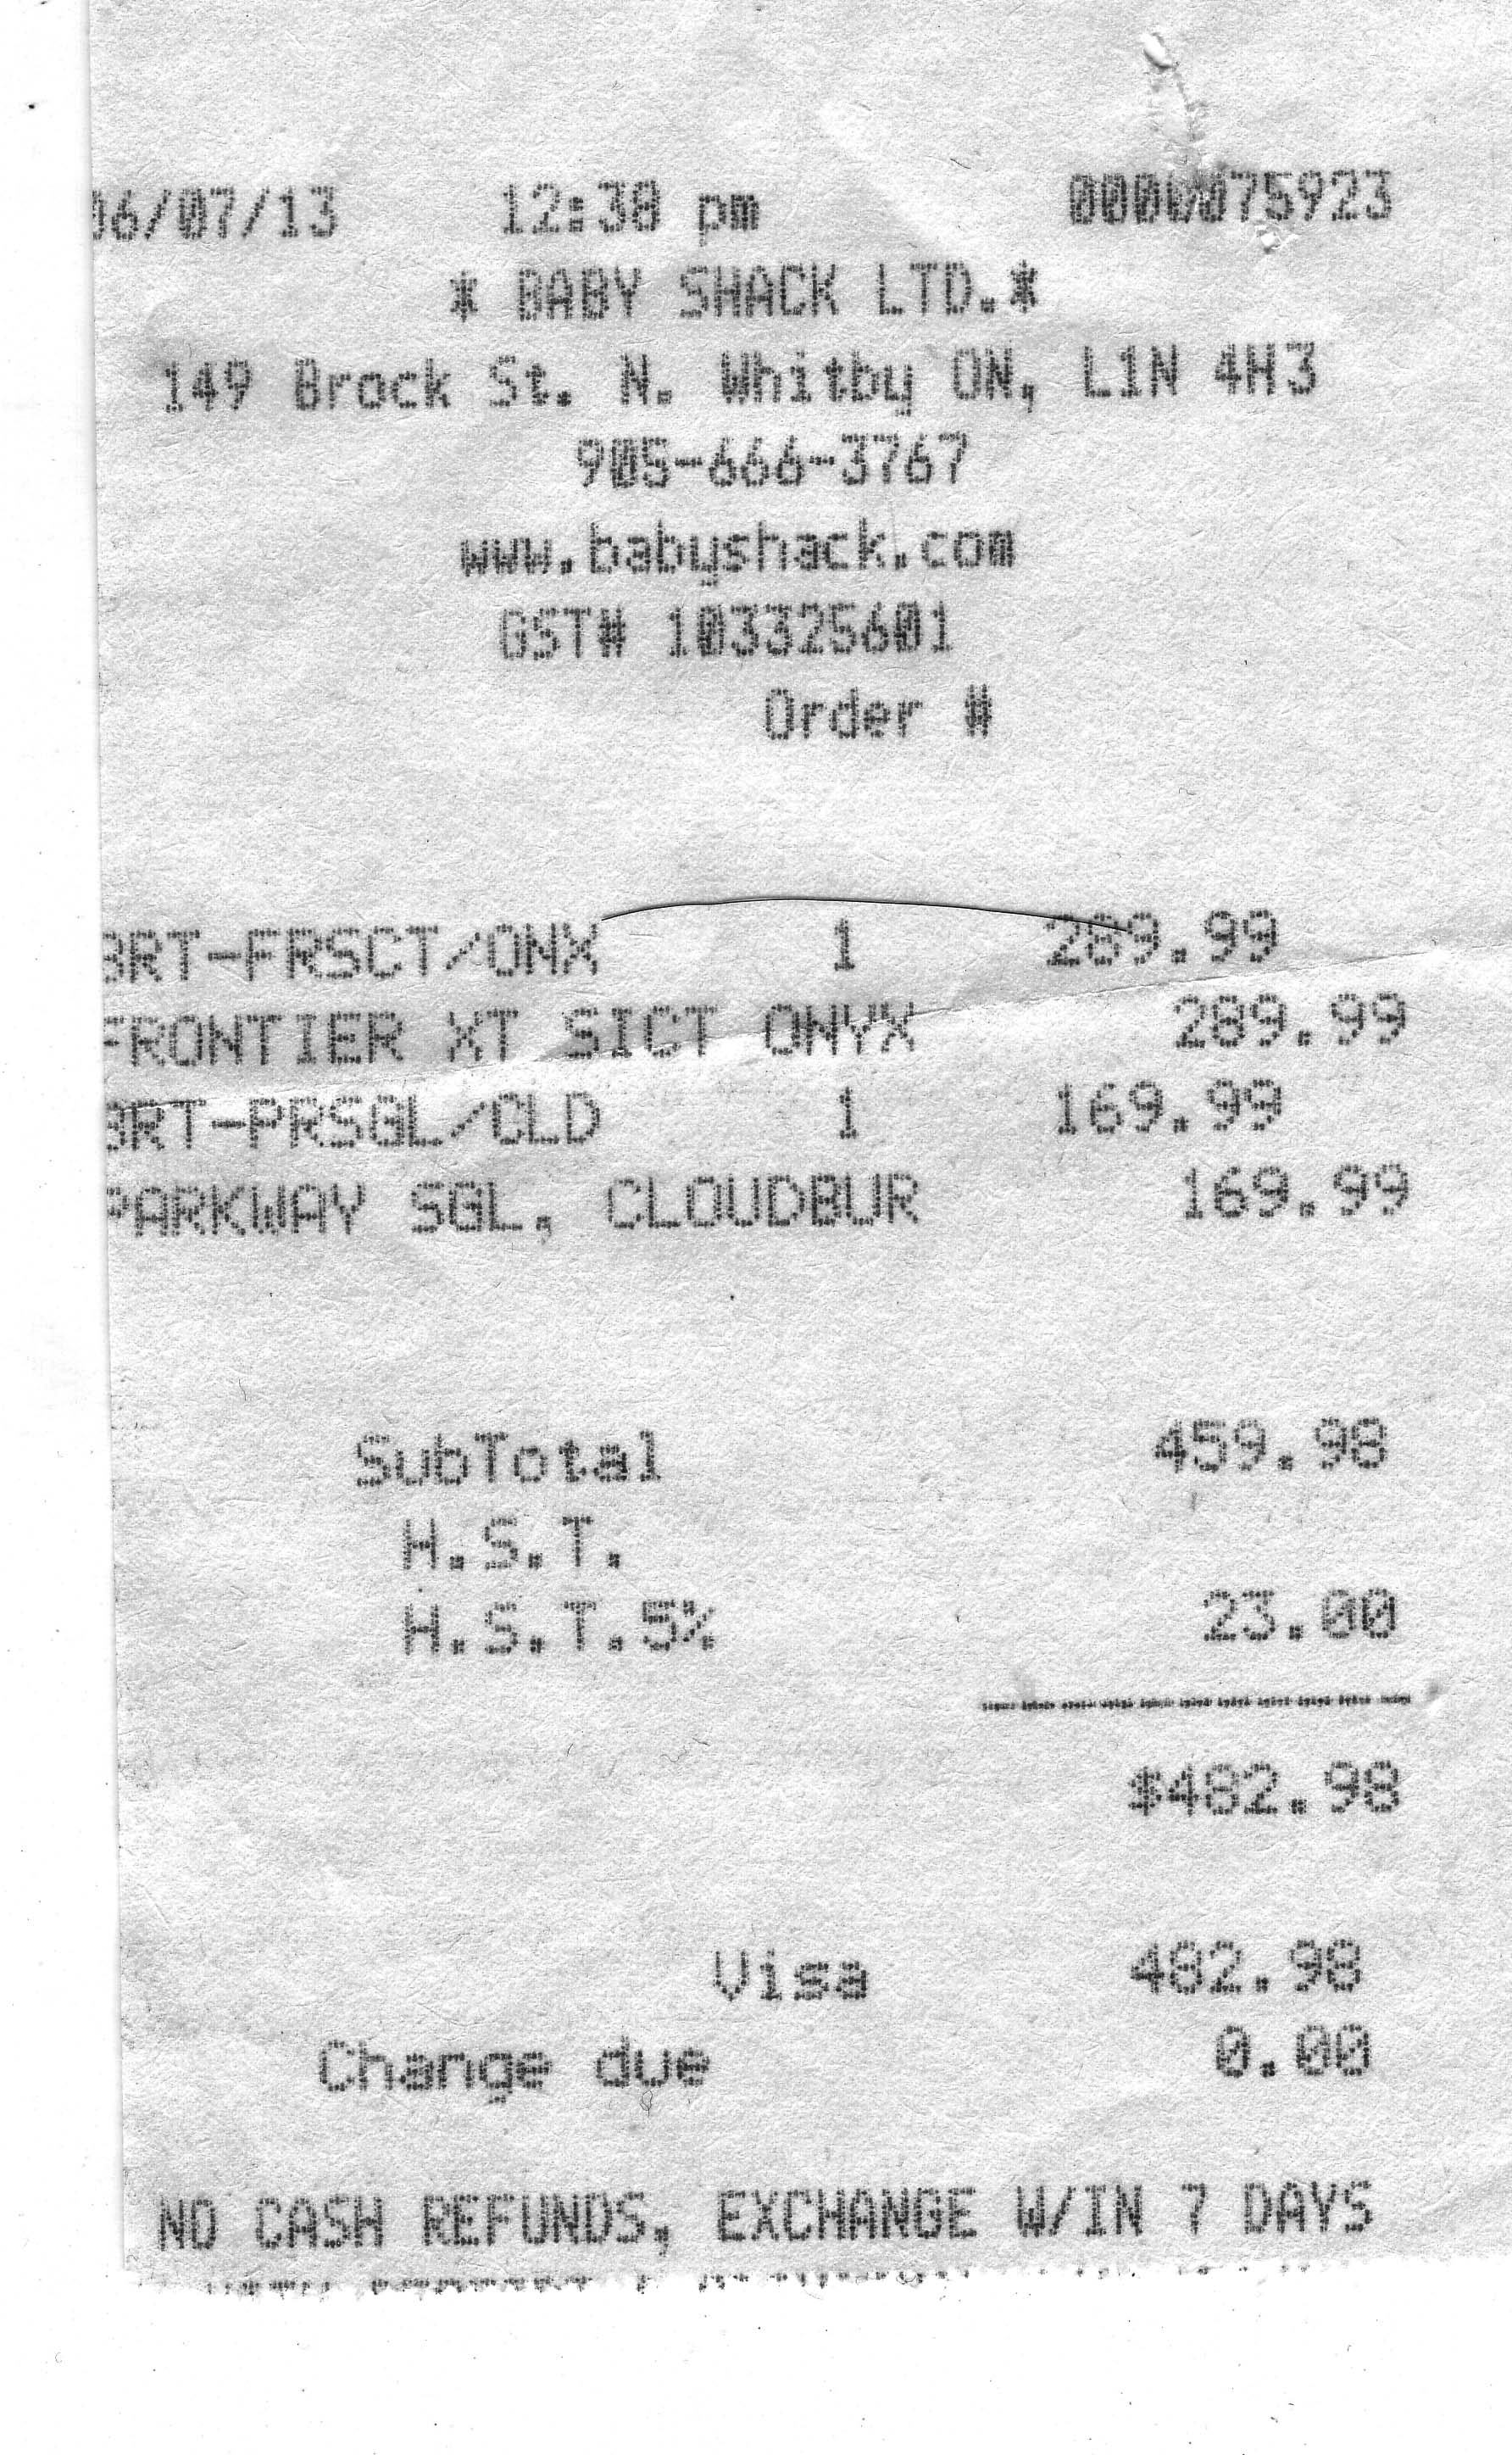 06/07/13 12:38 pm 0000075923
* BABY SHACK LTD.*
149 Brock St. N. Whitby ON, L1N 4H3
905-666-3767
www.babyshack.com
GST# 103325601
Order #
BRT-FRSCT/ONX 1 289.99
FRONTIER XT SICT ONYX 289.99
BRT-PRSGL/CLD 1 169.99
PARKWAY SGL, CLOUDBUR 169.99
SubTotal 459.98
H.S.T.
H.S.T.5% 23.00
$482.98
Visa 482.98
Change due 0.00
NO CASH REFUNDS, EXCHANGE W/IN 7 DAYS